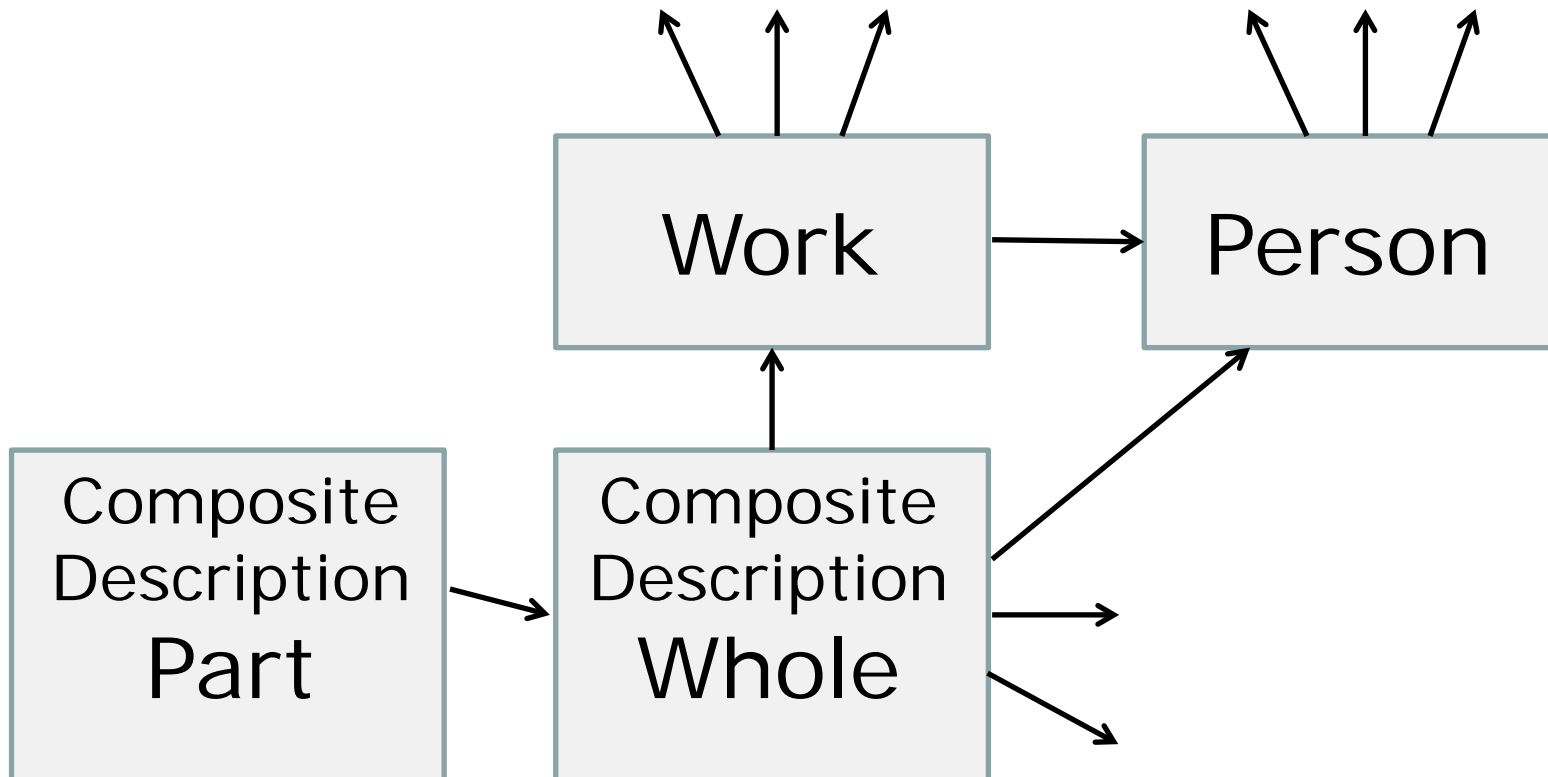 Work
Person
Composite
Description
Part
Composite
Description
Whole